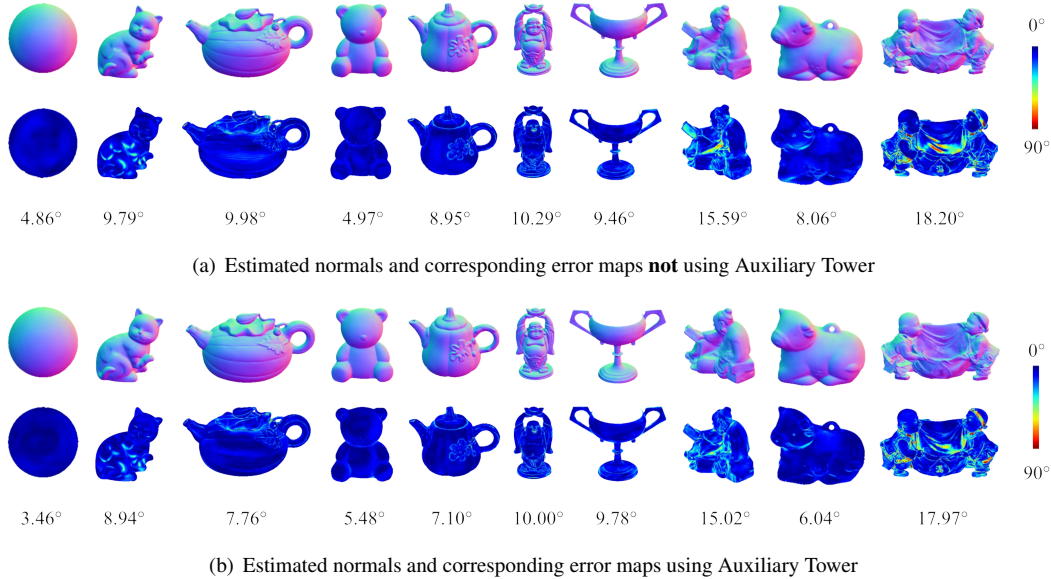 0°
90°
4.86° 9.79° 9.98° 4.97° 8.95° 10.29° 9.46° 15.59° 8.06° 18.20°
(a) Estimated normals and corresponding error maps not using Auxiliary Tower
0°
90°
3.46° 8.94° 7.76° 5.48° 7.10° 10.00° 9.78° 15.02° 6.04° 17.97°
(b) Estimated normals and corresponding error maps using Auxiliary Tower